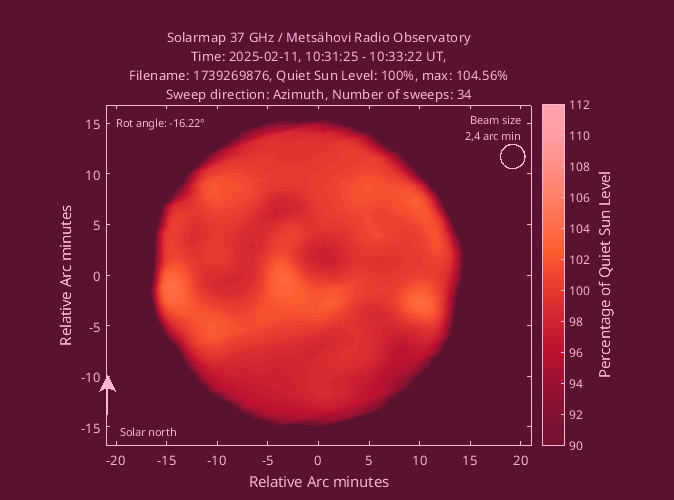 Solarmap 37 GHz / Metsähovi Radio Observatory
Time: 2025-02-11, 10:31:25 - 10:33:22 UT,
Filename: 1739269876, Quiet Sun Level: 100%, max: 104.56%
Sweep direction: Azimuth, Number of sweeps: 34
Rot angle: -16.22°
Beam size
2,4 arc min
Solar north
15
10
5
0
-5
-10
-15
Relative Arc minutes
-20 -15 -10 -5 0 5 10 15 20
Relative Arc minutes
112
110
108
106
104
102
100
98
96
94
92
90
Percentage of Quiet Sun Level